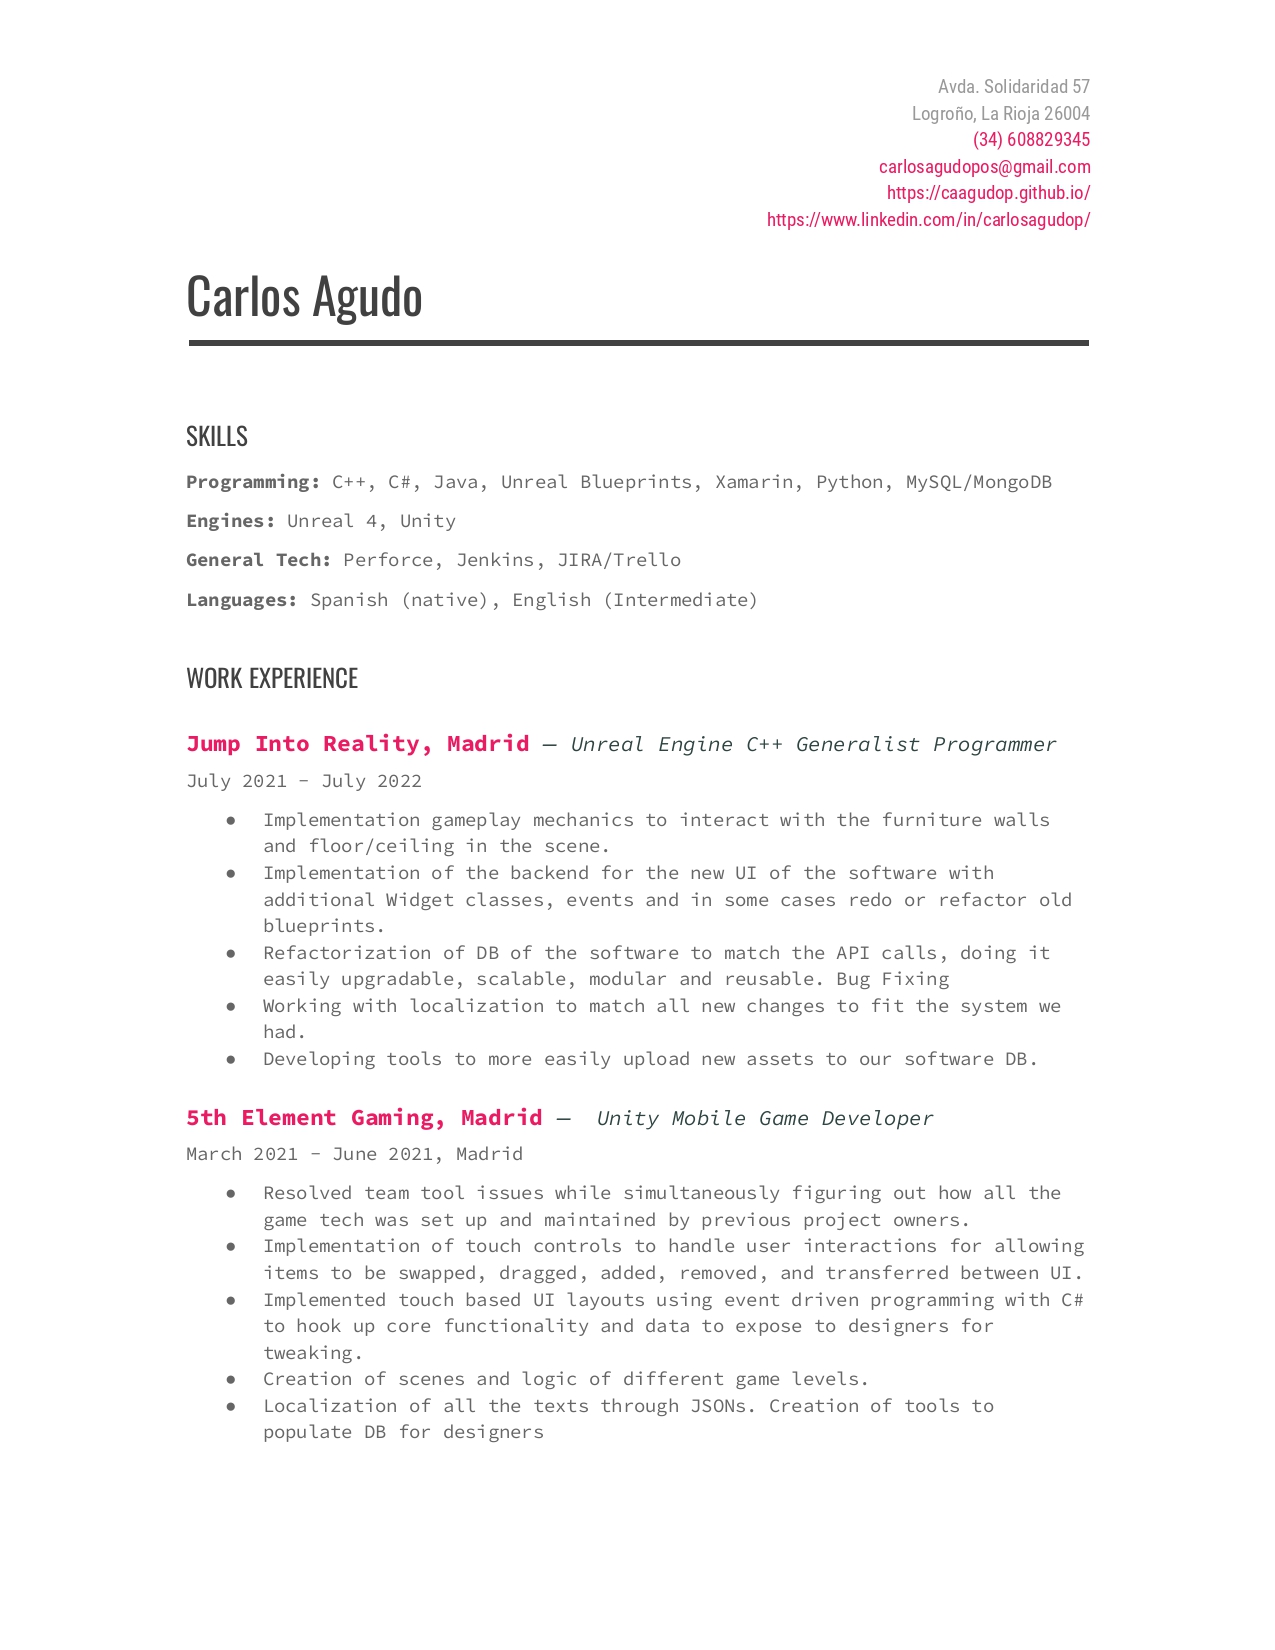 Avda. Solidaridad 57
Logroño, La Rioja 26004
(34) 608829345
carlosagudopos@gmail.com
https://caagudop.github.io/
https://www.linkedin.com/in/carlosagudop/
Carlos Agudo
SKILLS
Programming: C++, C#, Java, Unreal Blueprints, Xamarin, Python, MySQL/MongoDB
Engines: Unreal 4, Unity
General Tech: Perforce, Jenkins, JIRA/Trello
Languages: Spanish (native), English (Intermediate)
WORK EXPERIENCE
Jump Into Reality, Madrid — Unreal Engine C++ Generalist Programmer
July 2021 - July 2022
● Implementation gameplay mechanics to interact with the furniture walls
and floor/ceiling in the scene.
● Implementation of the backend for the new UI of the software with
additional Widget classes, events and in some cases redo or refactor old
blueprints.
● Refactorization of DB of the software to match the API calls, doing it
easily upgradable, scalable, modular and reusable. Bug Fixing
● Working with localization to match all new changes to fit the system we
had.
● Developing tools to more easily upload new assets to our software DB.
5th Element Gaming, Madrid — Unity Mobile Game Developer
March 2021 - June 2021, Madrid
● Resolved team tool issues while simultaneously figuring out how all the
game tech was set up and maintained by previous project owners.
● Implementation of touch controls to handle user interactions for allowing
items to be swapped, dragged, added, removed, and transferred between UI.
● Implemented touch based UI layouts using event driven programming with C#
to hook up core functionality and data to expose to designers for
tweaking.
● Creation of scenes and logic of different game levels.
● Localization of all the texts through JSONs. Creation of tools to
populate DB for designers